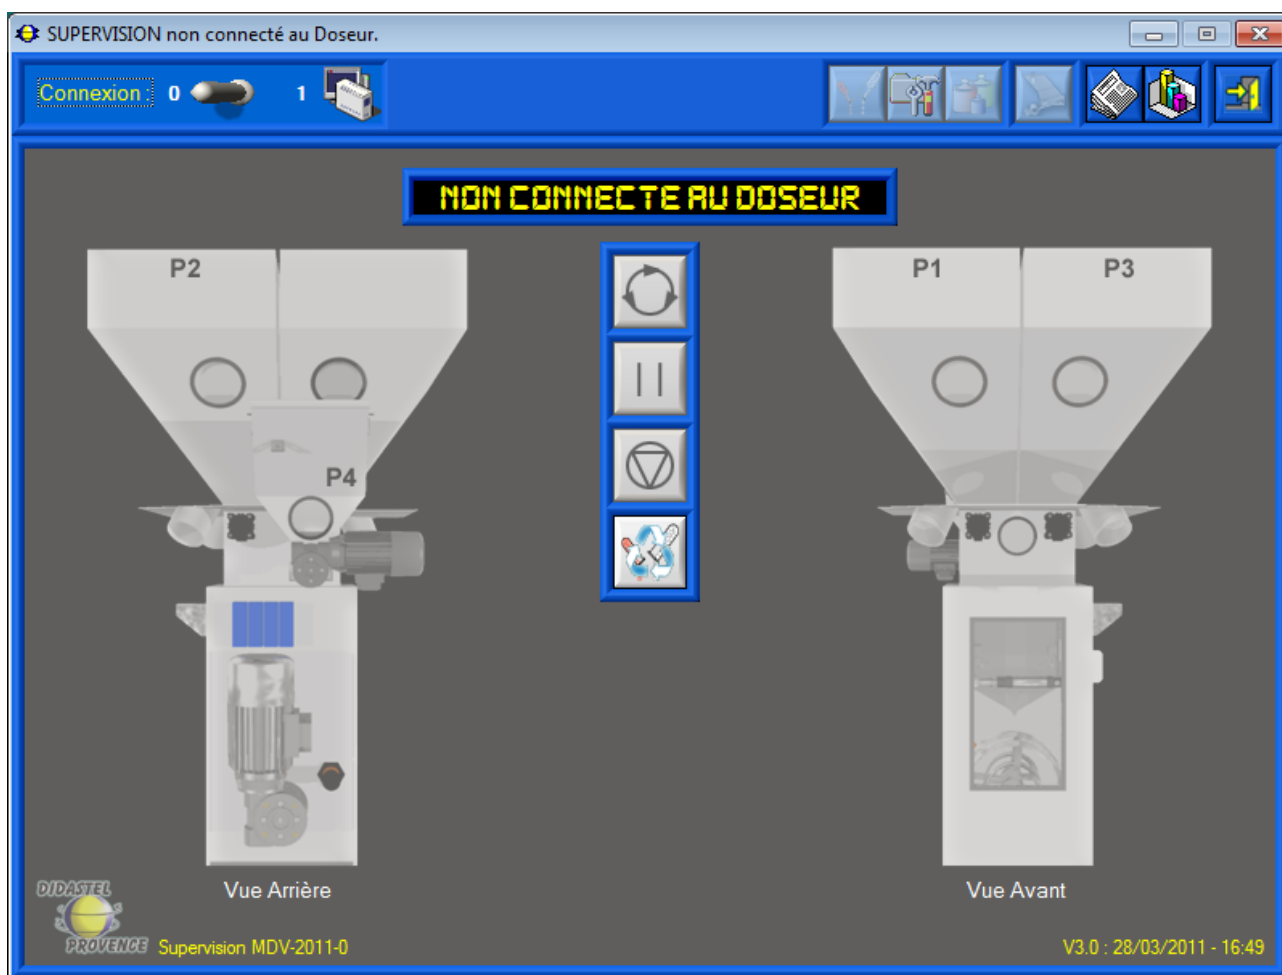 SUPERVISION non connecté au Doseur.
Connexion : 0 1
NON CONNECTE AU DOSEUR
P2
P1 P3
P4
Vue Arrière
Vue Avant
DIDASTEL
PROVENCE
Supervision MDV-2011-0
V3.0 : 28/03/2011 - 16:49